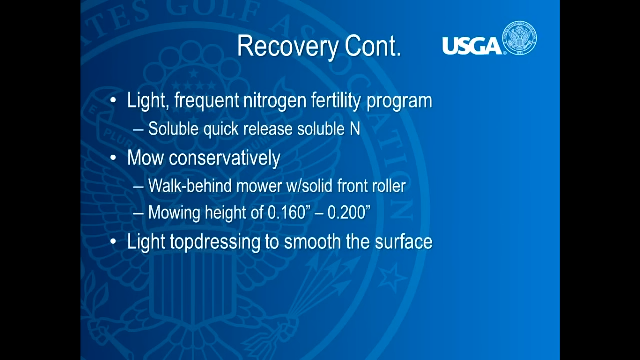 Recovery Cont.
USGA
• Light, frequent nitrogen fertility program
– Soluble quick release soluble N
• Mow conservatively
– Walk-behind mower w/solid front roller
– Mowing height of 0.160” – 0.200”
• Light topdressing to smooth the surface